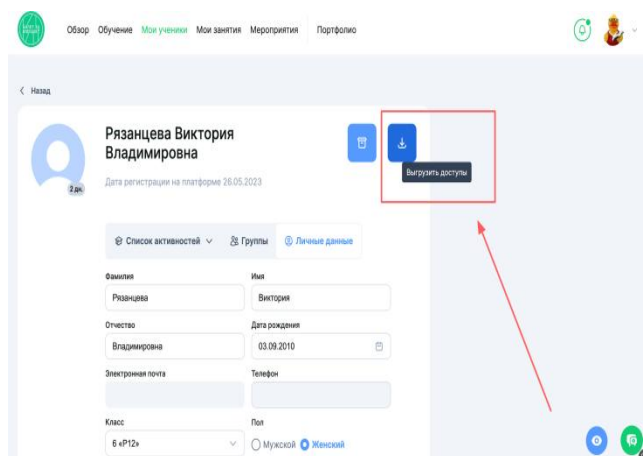 Обзор Обучение Мои ученики Мои занятия Мероприятия Портфолио
Назад
Рязанцева Виктория
Владимировна
2 дн.
Дата регистрации на платформе 26.05.2023
Выгрузить доступы
Список активностей Группы Личные данные
Фамилия Имя
Рязанцева Виктория
Отчество Дата рождения
Владимировна 03.09.2010
Электронная почта Телефон
Класс Пол
6 «Р12» Мужской Женский